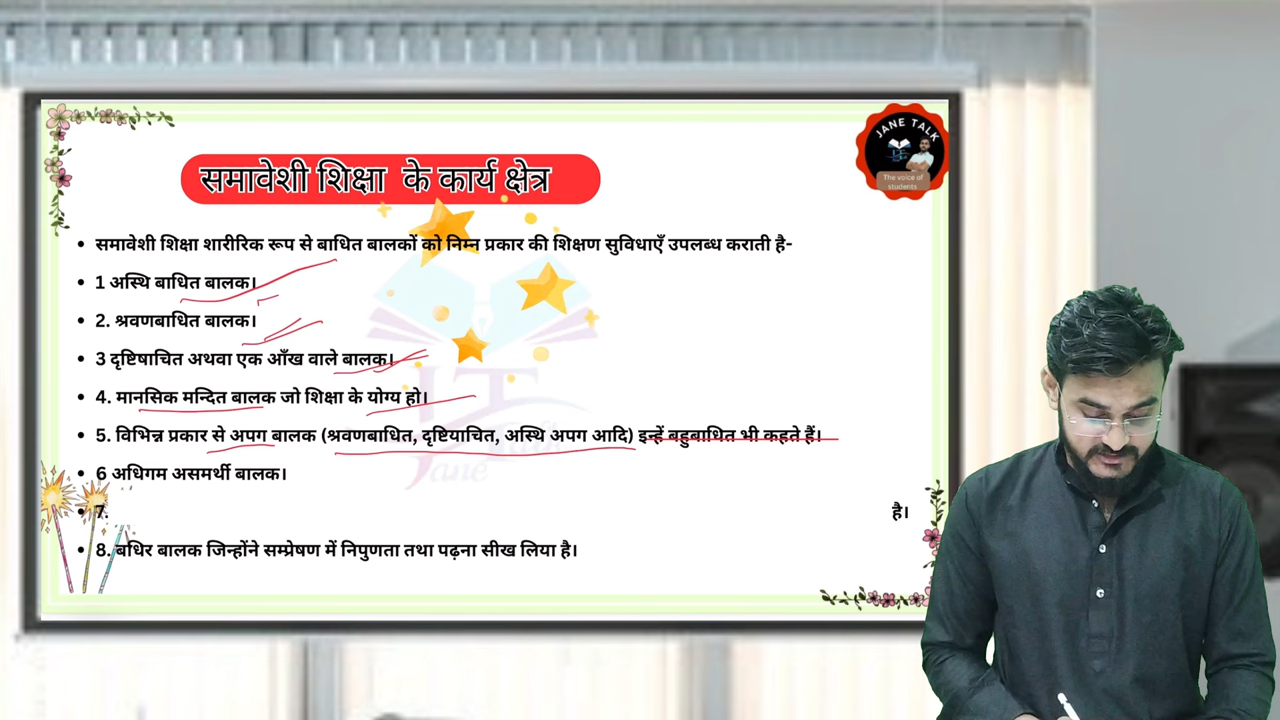 JANE TALK
The voice of
students
समावेशी शिक्षा के कार्य क्षेत्र
• समावेशी शिक्षा शारीरिक रूप से बाधित बालकों को निम्न प्रकार की शिक्षण सुविधाएँ उपलब्ध कराती है-
• 1 अस्थि बाधित बालक।
• 2. श्रवणबाधित बालक।
• 3 दृष्टिषाचित अथवा एक आँख वाले बालक।
• 4. मानसिक मन्दित बालक जो शिक्षा के योग्य हो।
• 5. विभिन्न प्रकार से अपग बालक (श्रवणबाधित, दृष्टियाचित, अस्थि अपग आदि) इन्हें बहुबाधित भी कहते हैं।
• 6 अधिगम असमर्थी बालक।
• 7. है।
• 8. बधिर बालक जिन्होंने सम्प्रेषण में निपुणता तथा पढ़ना सीख लिया है।